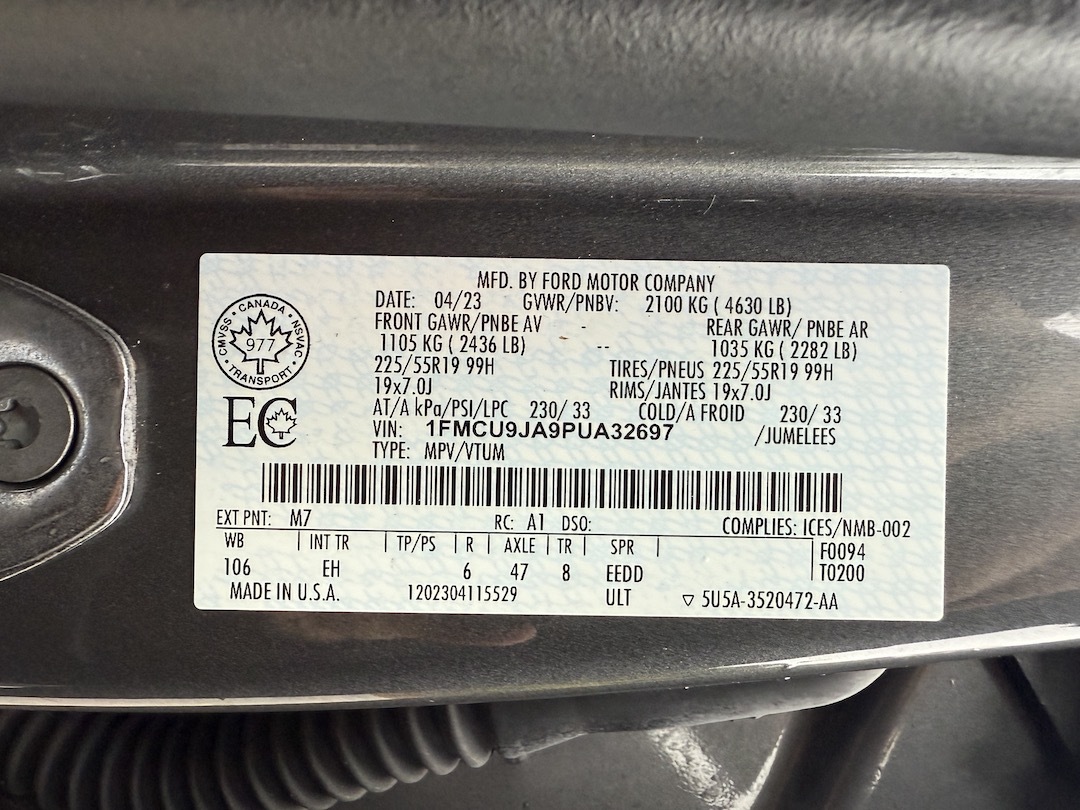 MFD. BY FORD MOTOR COMPANY
DATE: 04/23 GVWR/PNBV: 2100 KG ( 4630 LB)
FRONT GAWR/PNBE AV - REAR GAWR/ PNBE AR
1105 KG ( 2436 LB) -- 1035 KG ( 2282 LB)
225/55R19 99H TIRES/PNEUS 225/55R19 99H
19x7.0J RIMS/JANTES 19x7.0J
AT/A kPa/PSI/LPC 230/ 33 COLD/A FROID 230/ 33
VIN: 1FMCU9JA9PUA32697 /JUMELEES
TYPE: MPV/VTUM
CANADA
CMVSS • NSVAC
977
TRANSPORT
EC
EXT PNT: M7 RC: A1 DSO: COMPLIES: ICES/NMB-002
WB | INT TR | TP/PS | R | AXLE | TR | SPR | F0094
106 EH 6 47 8 EEDD T0200
MADE IN U.S.A. 1202304115529 ULT ▽ 5U5A-3520472-AA